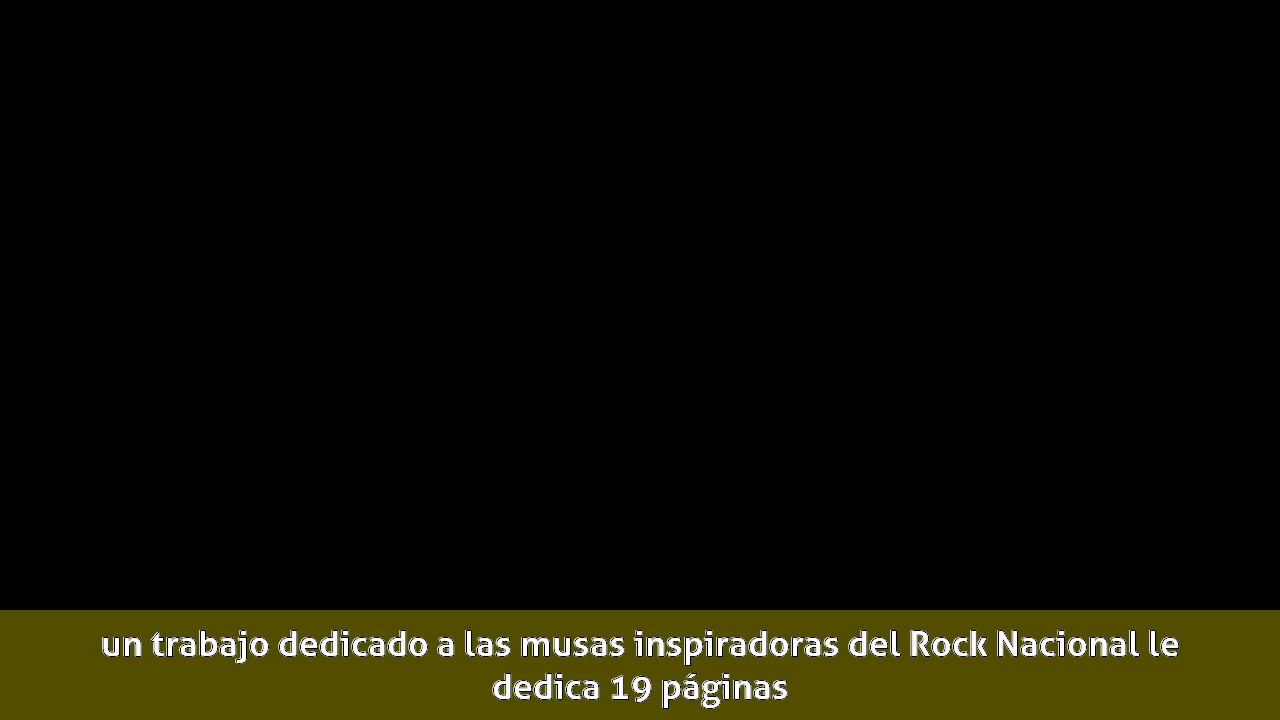 un trabajo dedicado a las musas inspiradoras del Rock Nacional le
dedica 19 páginas